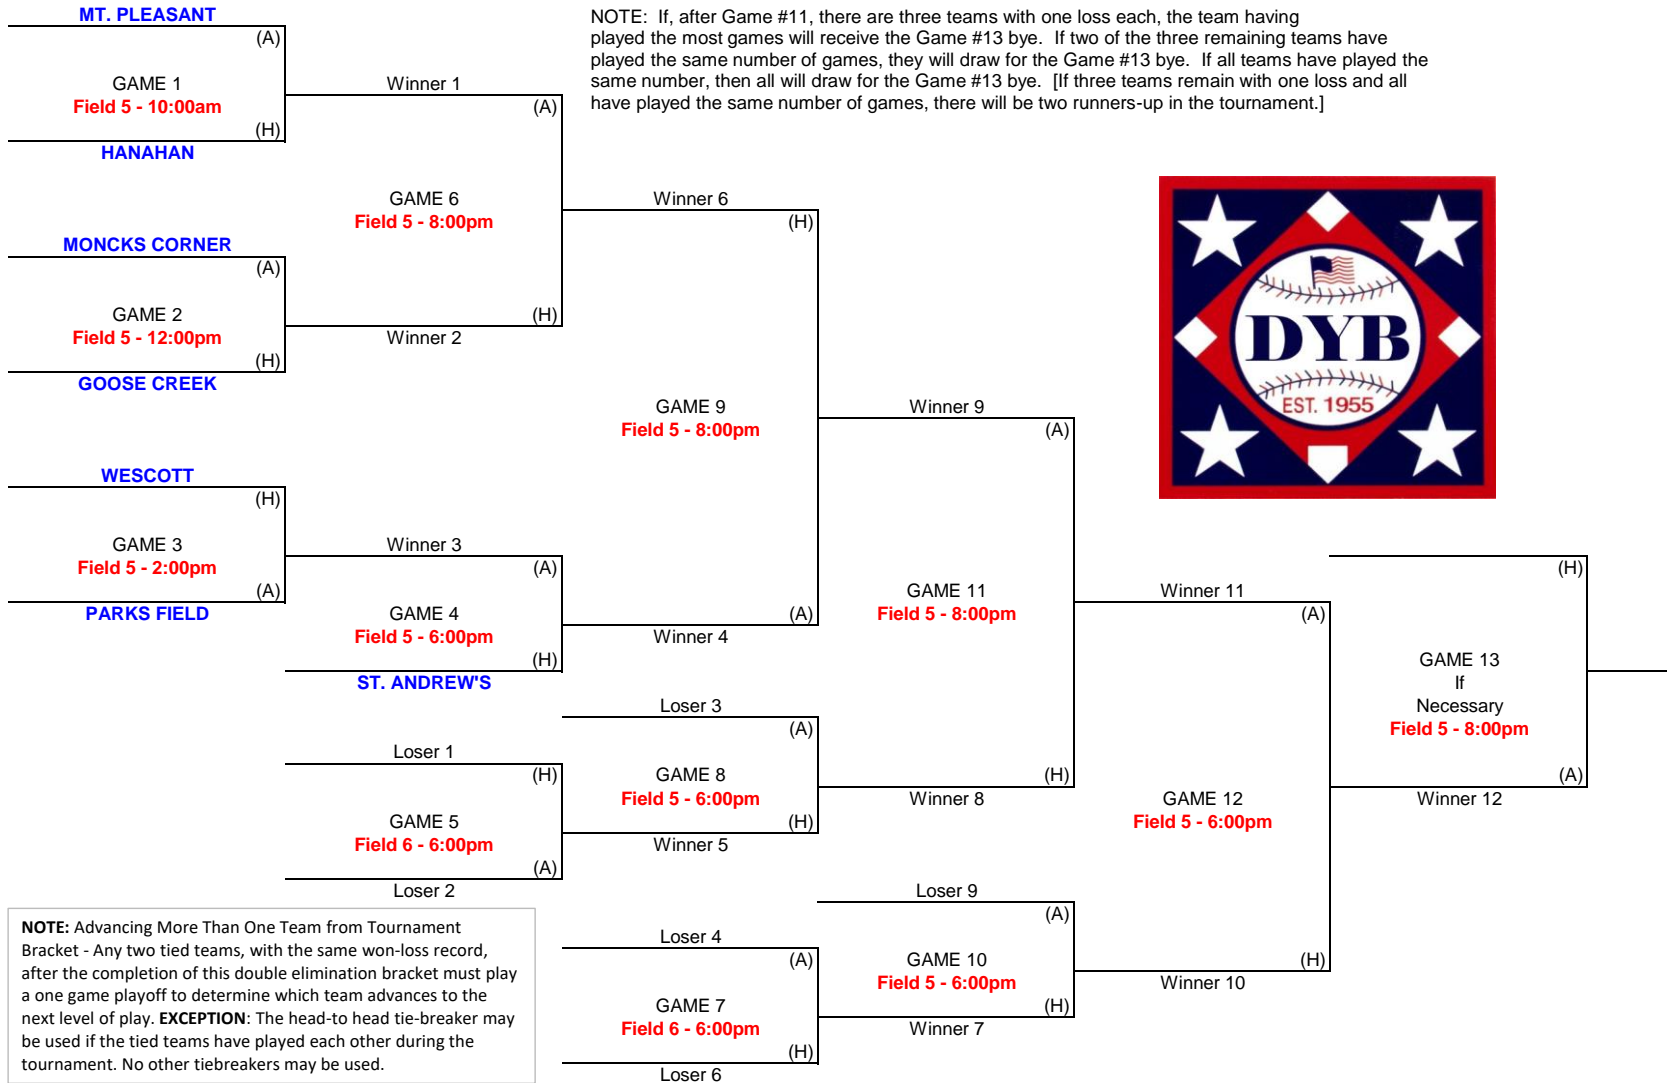 MT. PLEASANT
(A)
GAME 1
Field 5 - 10:00am
(H)
HANAHAN
Winner 1
(A)
NOTE:  If, after Game #11, there are three teams with one loss each, the team having
played the most games will receive the Game #13 bye.  If two of the three remaining teams have
played the same number of games, they will draw for the Game #13 bye.  If all teams have played the
same number, then all will draw for the Game #13 bye.  [If three teams remain with one loss and all
have played the same number of games, there will be two runners-up in the tournament.]
GAME 6
Field 5 - 8:00pm
Winner 6
(H)
MONCKS CORNER
(A)
GAME 2
Field 5 - 12:00pm
(H)
GOOSE CREEK
(H)
Winner 2
DYB
EST. 1955
GAME 9
Field 5 - 8:00pm
Winner 9
(A)
WESCOTT
(H)
GAME 3
Field 5 - 2:00pm
(A)
PARKS FIELD
Winner 3
(A)
GAME 4
Field 5 - 6:00pm
(H)
ST. ANDREW'S
(A)
Winner 4
GAME 11
Field 5 - 8:00pm
Winner 11
(A)
(H)
GAME 13
If
Necessary
Field 5 - 8:00pm
(A)
Winner 12
Loser 3
(A)
GAME 8
Field 5 - 6:00pm
(H)
Winner 5
(H)
Winner 8
GAME 12
Field 5 - 6:00pm
Loser 1
(H)
GAME 5
Field 6 - 6:00pm
(A)
Loser 2
Loser 9
(A)
GAME 10
Field 5 - 6:00pm
(H)
Winner 7
(H)
Winner 10
Loser 4
(A)
GAME 7
Field 6 - 6:00pm
(H)
Loser 6
NOTE: Advancing More Than One Team from Tournament
Bracket - Any two tied teams, with the same won-loss record,
after the completion of this double elimination bracket must play
a one game playoff to determine which team advances to the
next level of play. EXCEPTION: The head-to head tie-breaker may
be used if the tied teams have played each other during the
tournament. No other tiebreakers may be used.